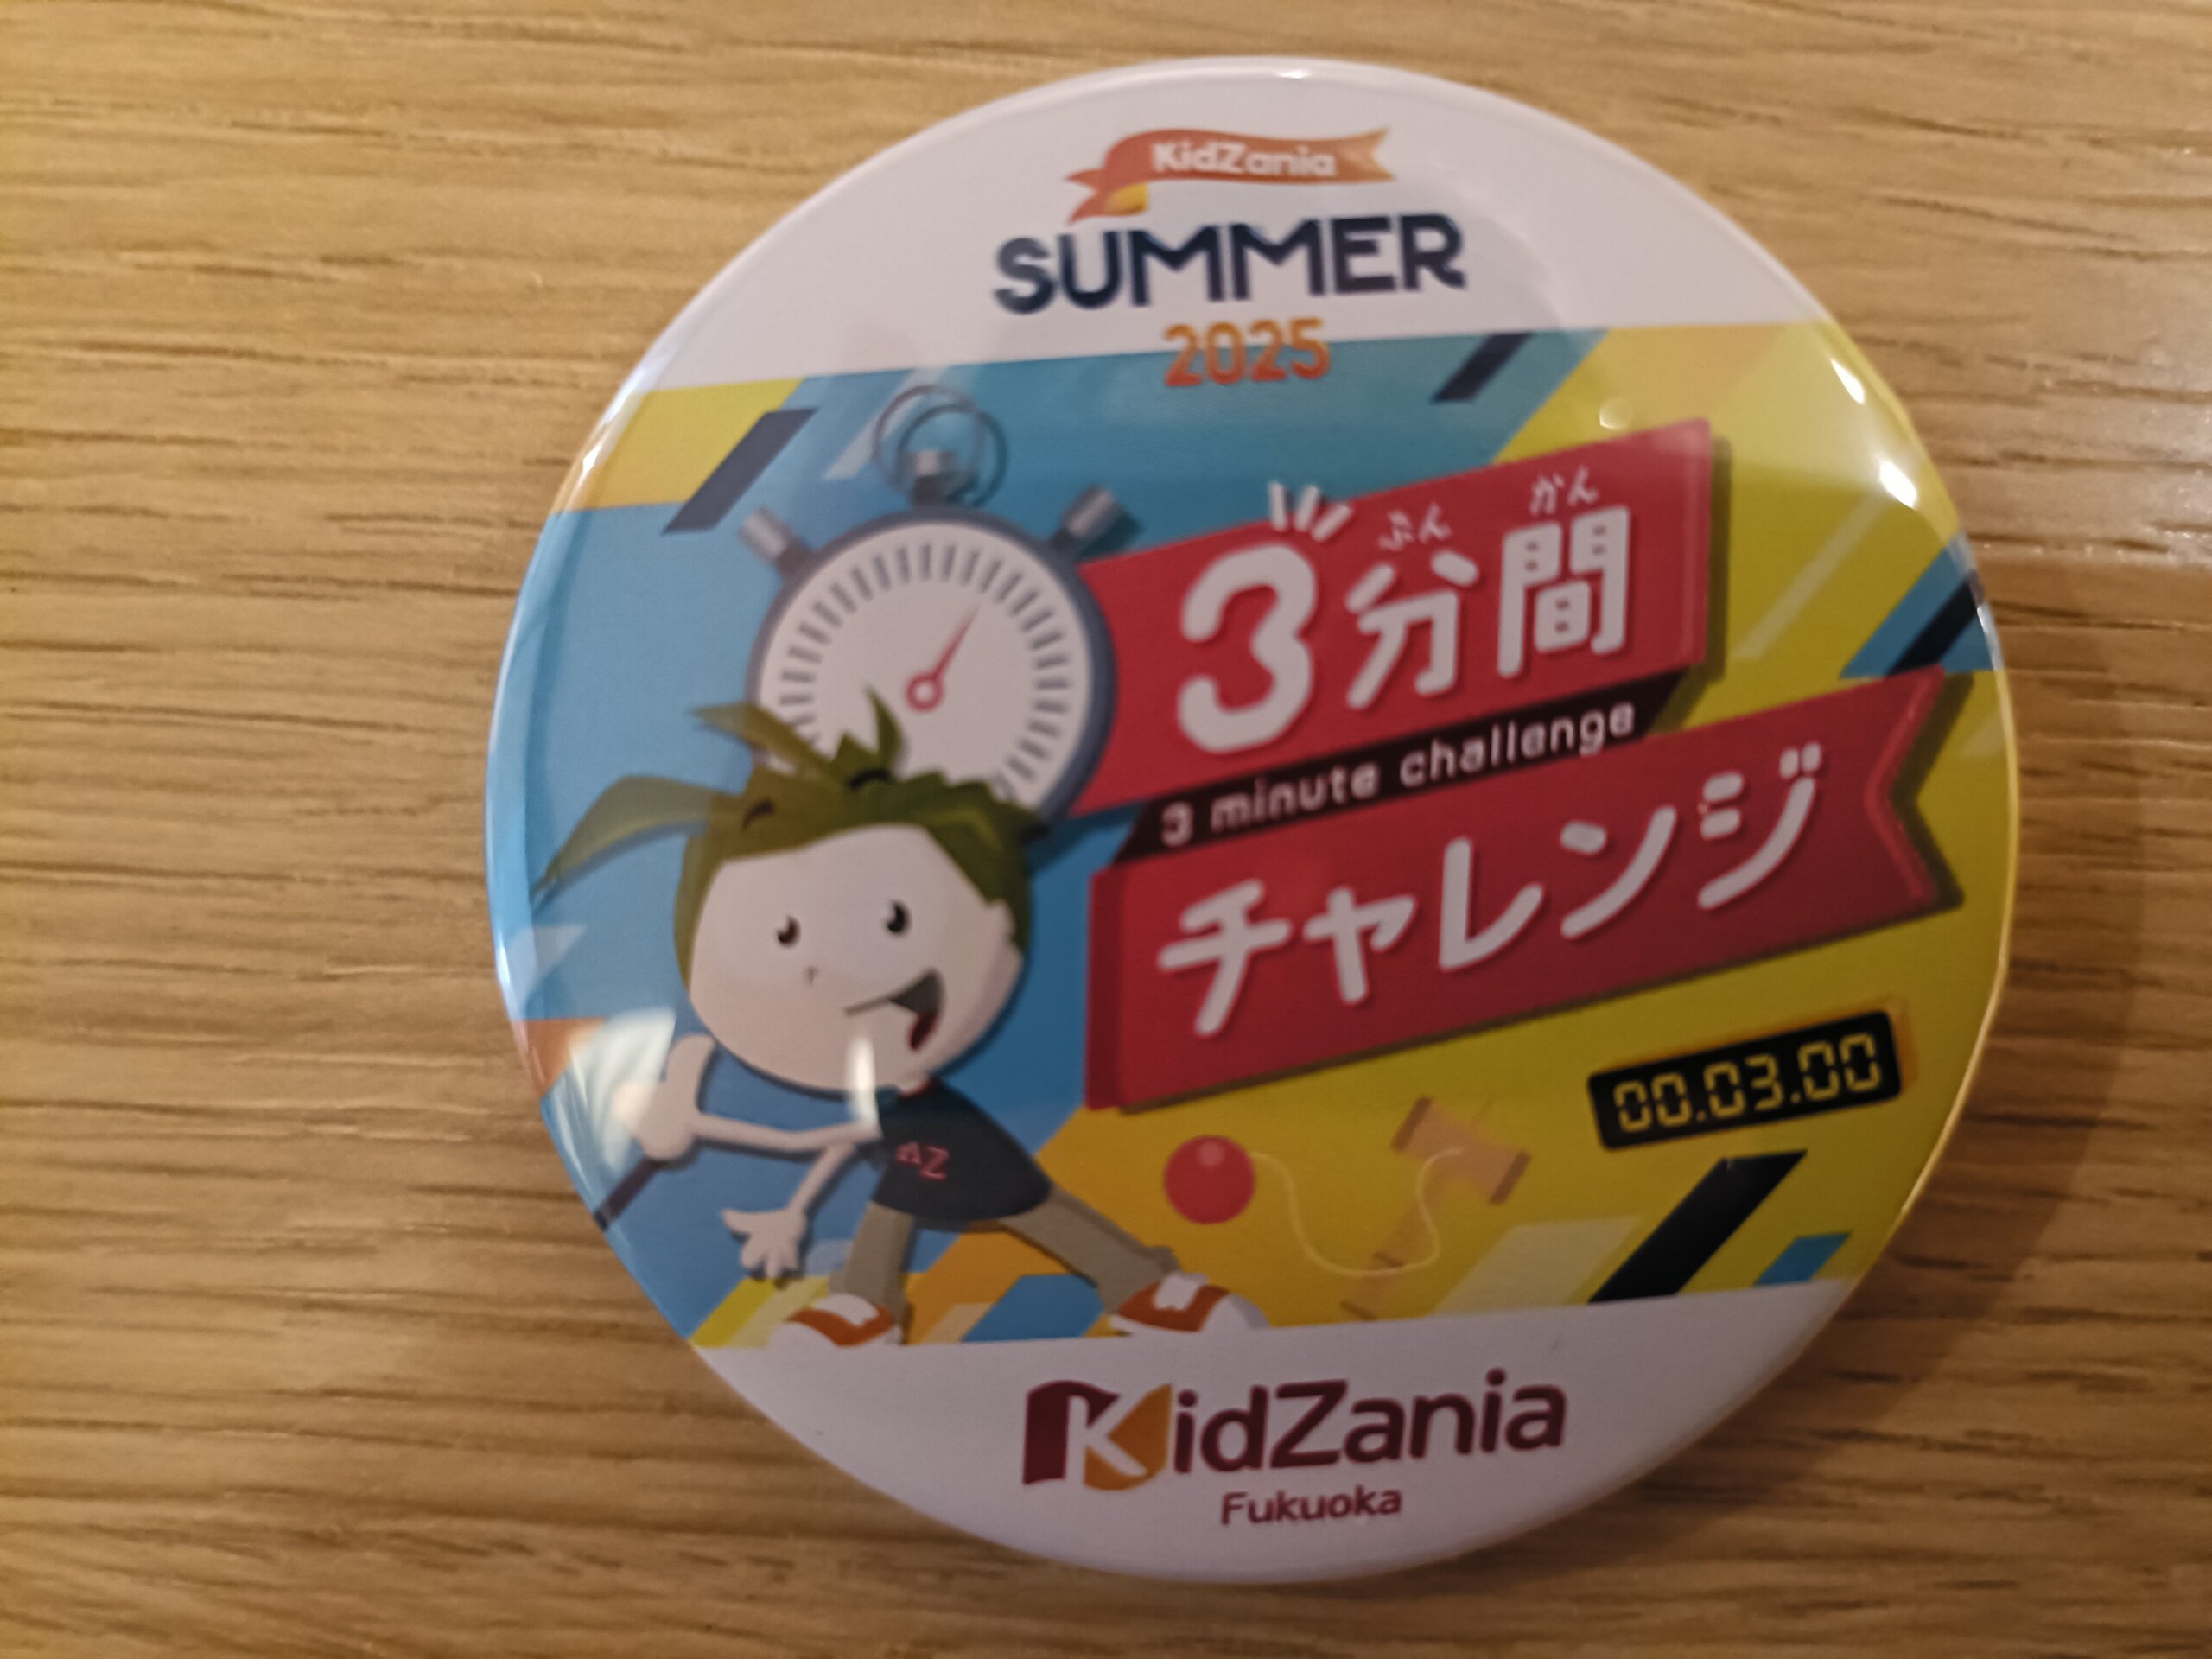 KidZania
SUMMER
2025
ぶん かん
3分間
3 minute challenge
チャレンジ
00.03.00
KidZania
Fukuoka